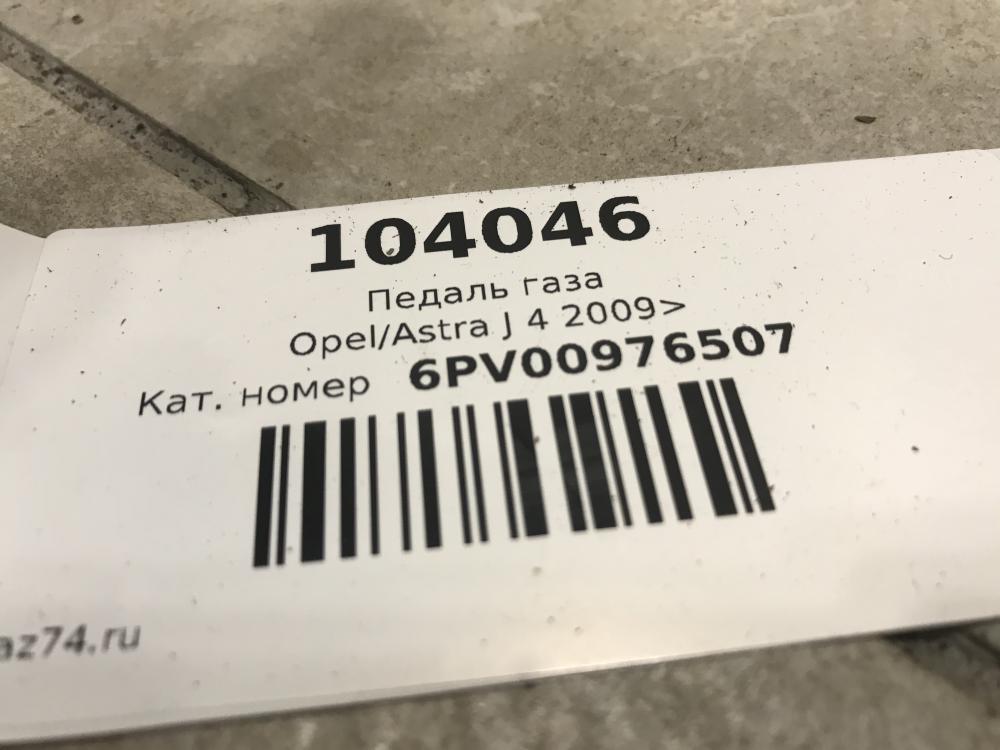 104046
Педаль газа
Opel/Astra J 4 2009>
Кат. номер 6PV00976507
az74.ru